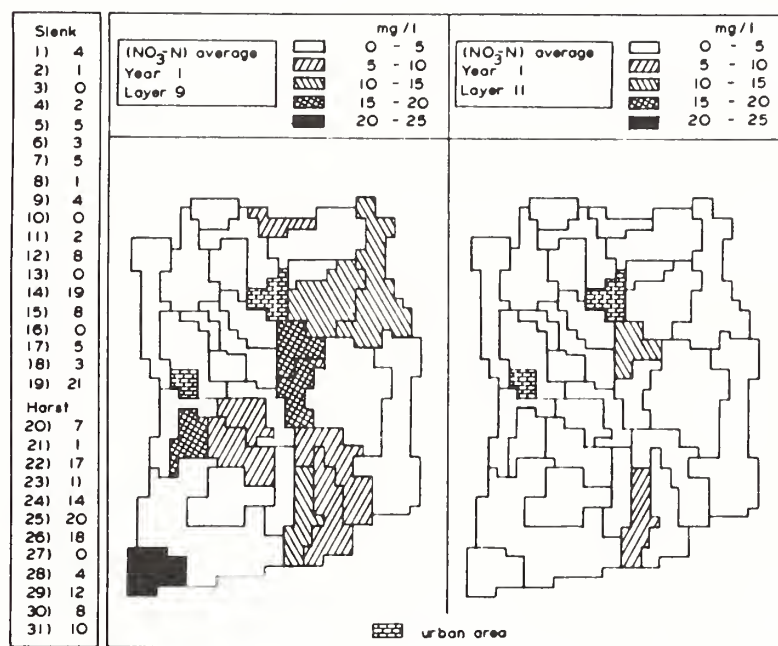 Slenk
1) 4
2) 1
3) 0
4) 2
5) 5
6) 3
7) 5
8) 1
9) 4
10) 0
11) 2
12) 8
13) 0
14) 19
15) 8
16) 0
17) 5
18) 3
19) 21
Horst
20) 7
21) 1
22) 17
23) 11
24) 14
25) 20
26) 18
27) 0
28) 4
29) 12
30) 8
31) 10
(NO3-N) average
Year 1
Layer 9
mg/l
0 - 5
5 - 10
10 - 15
15 - 20
20 - 25
(NO3-N) average
Year 1
Layer 11
mg/l
0 - 5
5 - 10
10 - 15
15 - 20
20 - 25
urban area